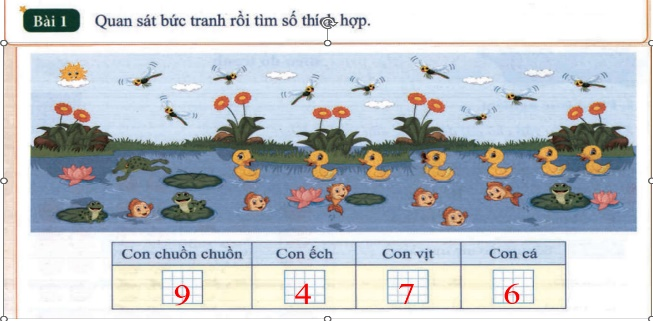 Bài 1 Quan sát bức tranh rồi tìm số thích hợp.
Con chuồn chuồn Con ếch Con vịt Con cá
9 4 7 6